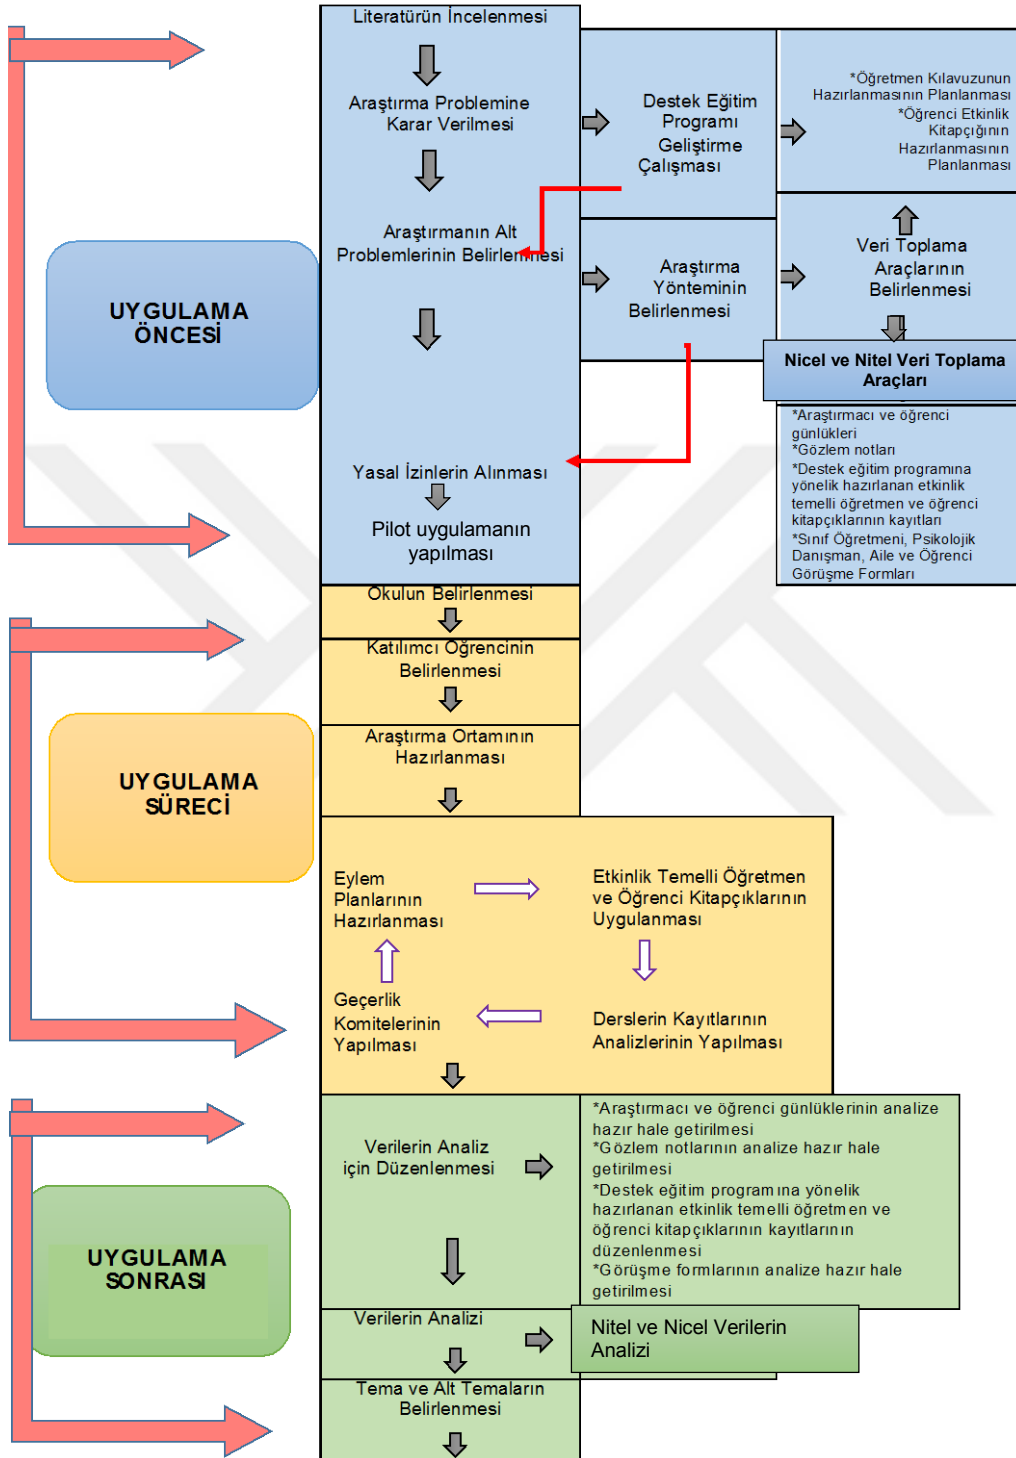 Literatürün İncelenmesi
Araştırma Problemine
Karar Verilmesi
Destek Eğitim
Programı
Geliştirme
Çalışması
*Öğretmen Kılavuzunun
Hazırlanmasının Planlanması
*Öğrenci Etkinlik
Kitapçığının
Hazırlanmasının
Planlanması
Araştırmanın Alt
Problemlerinin Belirlenmesi
Araştırma
Yönteminin
Belirlenmesi
Veri Toplama
Araçlarının
Belirlenmesi
UYGULAMA
ÖNCESİ
Nicel ve Nitel Veri Toplama
Araçları
*Araştırmacı ve öğrenci
günlükleri
*Gözlem notları
*Destek eğitim programına
yönelik hazırlanan etkinlik
temelli öğretmen ve öğrenci
kitapçıklarının kayıtları
*Sınıf Öğretmeni, Psikolojik
Danışman, Aile ve Öğrenci
Görüşme Formları
Yasal İzinlerin Alınması
Pilot uygulamanın
yapılması
Okulun Belirlenmesi
Katılımcı Öğrencinin
Belirlenmesi
Araştırma Ortamının
Hazırlanması
UYGULAMA
SÜRECİ
Eylem
Planlarının
Hazırlanması
Etkinlik Temelli Öğretmen
ve Öğrenci Kitapçıklarının
Uygulanması
Geçerlik
Komitelerinin
Yapılması
Derslerin Kayıtlarının
Analizlerinin Yapılması
Verilerin Analiz
için Düzenlenmesi
*Araştırmacı ve öğrenci günlüklerinin analize
hazır hale getirilmesi
*Gözlem notlarının analize hazır hale
getirilmesi
*Destek eğitim programına yönelik
hazırlanan etkinlik temelli öğretmen ve
öğrenci kitapçıklarının kayıtlarının
düzenlenmesi
*Görüşme formlarının analize hazır hale
getirilmesi
UYGULAMA
SONRASI
Verilerin Analizi
Nitel ve Nicel Verilerin
Analizi
Tema ve Alt Temaların
Belirlenmesi